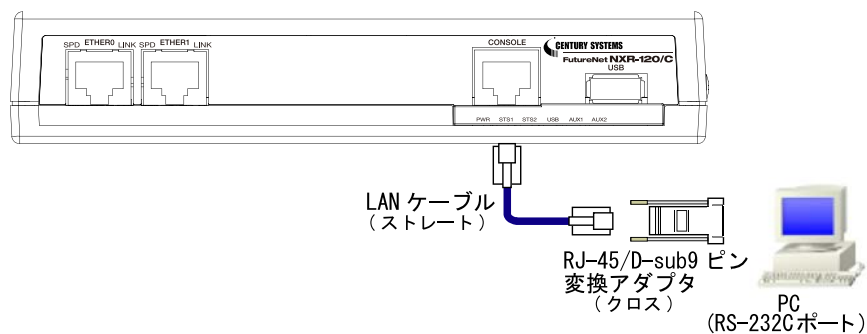 SPD ETHER0 LINK SPD ETHER1 LINK
CONSOLE
CENTURY SYSTEMS
FutureNet NXR-120/C
USB
PWR STS1 STS2 USB AUX1 AUX2
LAN ケーブル
(ストレート)
RJ-45/D-sub9 ピン
変換アダプタ
(クロス)
PC
(RS-232Cポート)